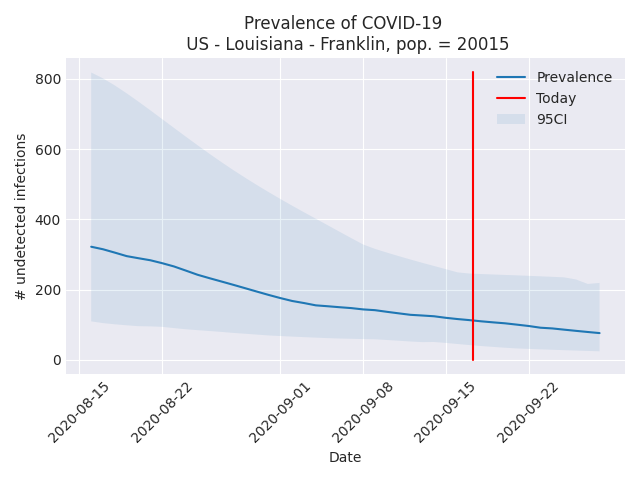 Prevalence of COVID-19
US - Louisiana - Franklin, pop. = 20015
Prevalence
Today
95CI
# undetected infections
800
600
400
200
0
2020-08-15
2020-08-22
2020-09-01
2020-09-08
2020-09-15
2020-09-22
Date